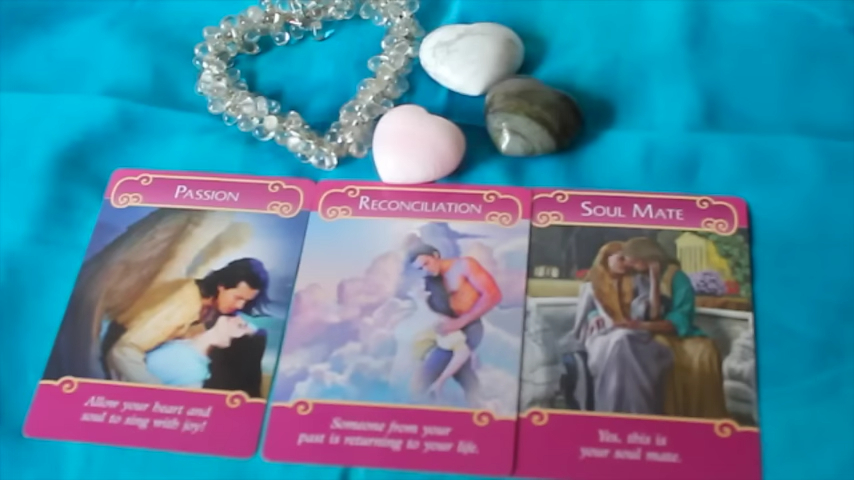 PASSION
Allow your heart and
soul to sing with joy!
RECONCILIATION
Someone from your
past is returning to your life.
SOUL MATE
Yes, this is
your soul mate.